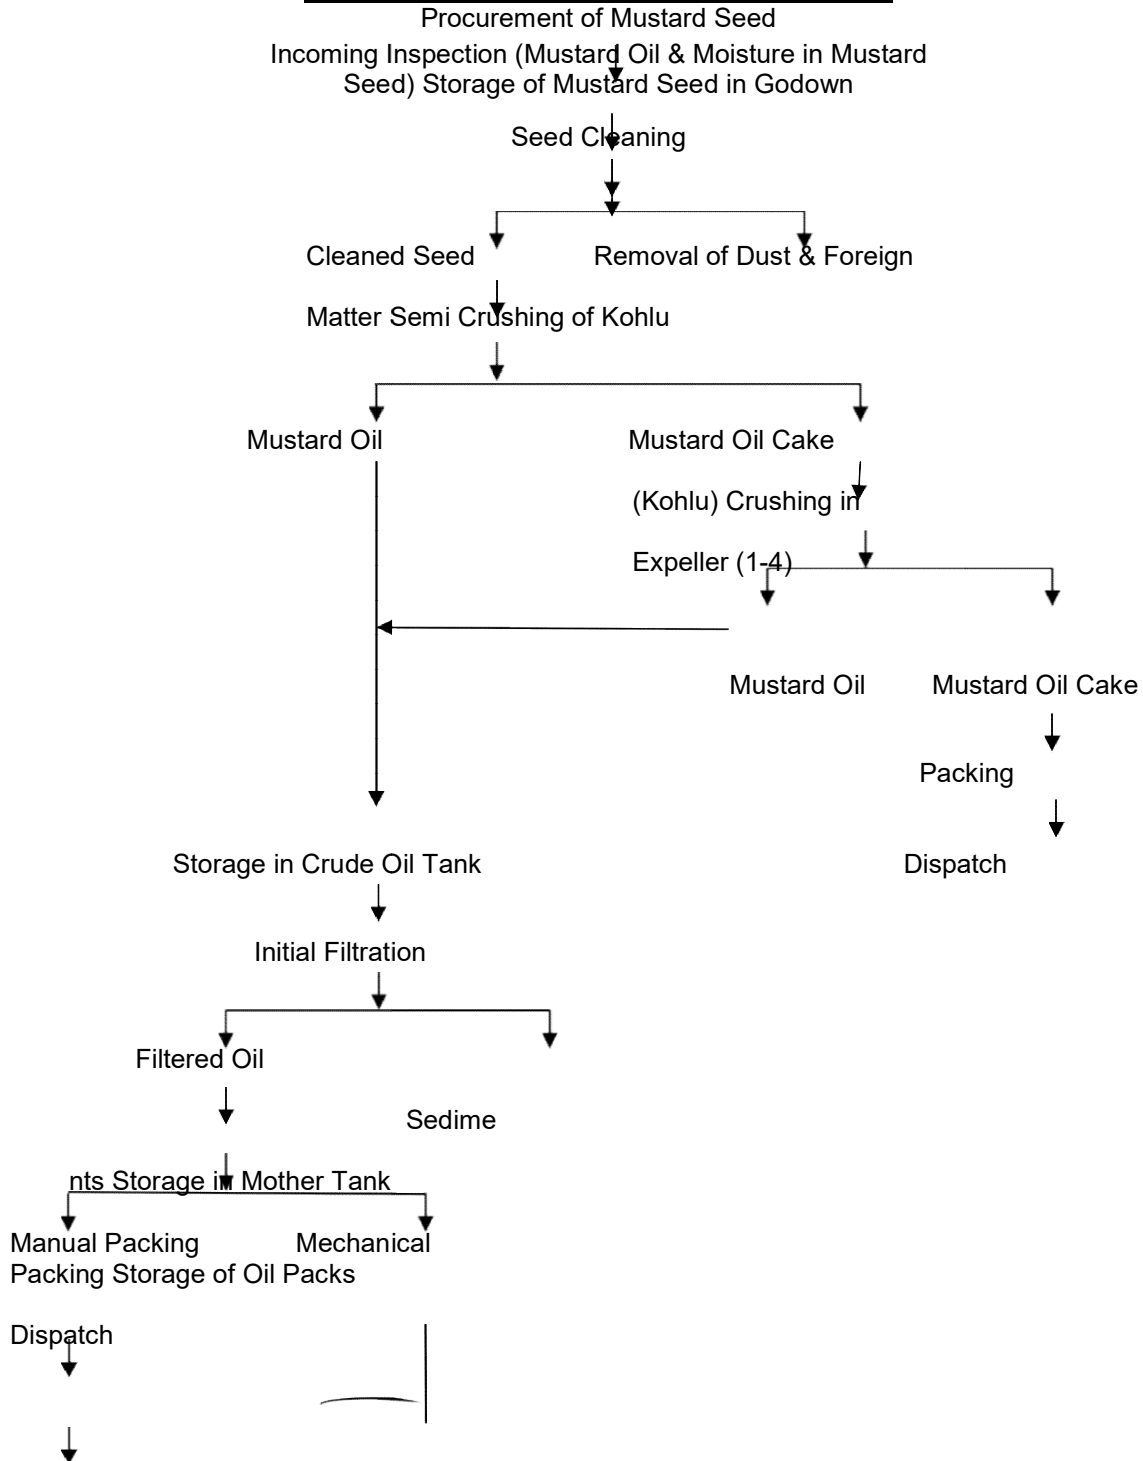 Procurement of Mustard Seed
Incoming Inspection (Mustard Oil & Moisture in Mustard
Seed) Storage of Mustard Seed in Godown
Seed Cleaning
Cleaned Seed Removal of Dust & Foreign
Matter Semi Crushing of Kohlu
Mustard Oil Mustard Oil Cake
(Kohlu) Crushing in
Expeller (1-4)
Mustard Oil Mustard Oil Cake
Packing
Storage in Crude Oil Tank Dispatch
Initial Filtration
Filtered Oil
Sedime
nts Storage in Mother Tank
Manual Packing Mechanical
Packing Storage of Oil Packs
Dispatch